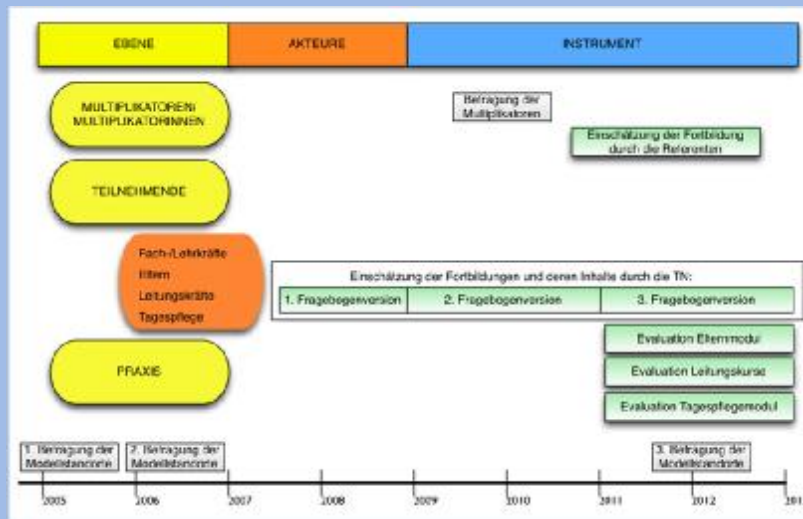 EBENE
AKTEURE
INSTRUMENT
MULTIPLIKATOREN/
MULTIPLIKATORINNEN
Befragung der
Multiplikatoren
Einschätzung der Fortbildung
durch die Referenten
TEILNEHMENDE
Fach-/Lehrkräfte
Eltern
Leitungskräfte
Tagespflege
Einschätzung der Fortbildungen und deren Inhalte durch die TN:
1. Fragebogenversion
2. Fragebogenversion
3. Fragebogenversion
Evaluation Elternmodul
PRAXIS
Evaluation Leitungskurse
Evaluation Tagespflegemodul
1. Befragung der
Modellstandorte
2. Befragung der
Modellstandorte
3. Befragung der
Modellstandorte
2005
2006
2007
2008
2009
2010
2011
2012
201